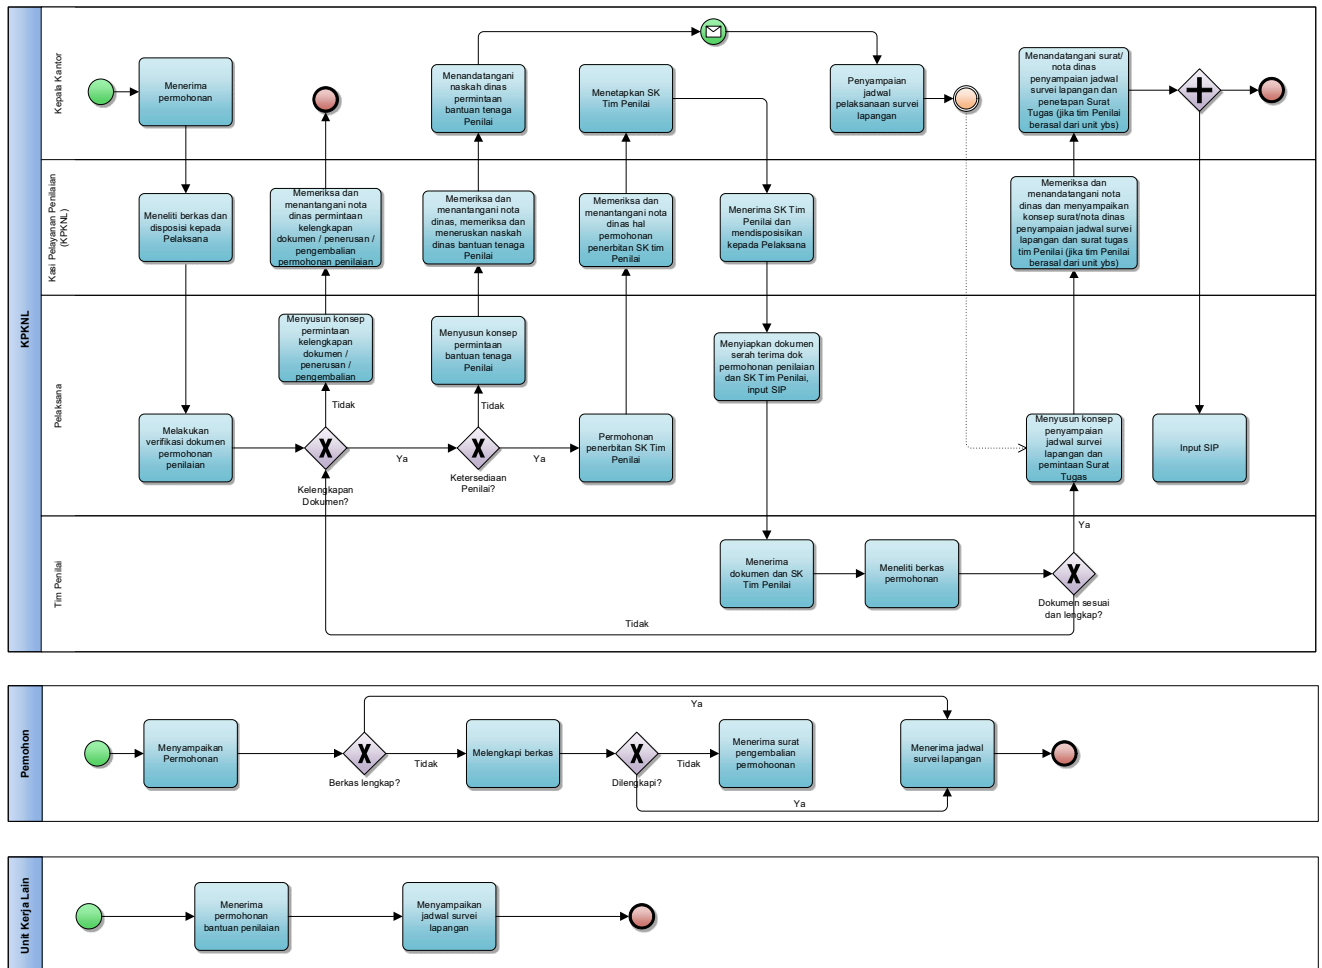 KPKNL
Kepala Kantor
Menerima
permohonan
Menandatangani
naskah dinas
permintaan
bantuan tenaga
Penilai
Menetapkan SK
Tim Penilai
Penyampaian
jadwal
pelaksanaan survei
lapangan
Menandatangani surat/
nota dinas
penyampaian jadwal
survei lapangan dan
penetapan Surat
Tugas (jika tim Penilai
berasal dari unit ybs)
Kasi Pelayanan Penilaian
(KPKNL)
Meneliti berkas dan
disposisi kepada
Pelaksana
Memeriksa dan
menantangani nota
dinas permintaan
kelengkapan
dokumen / penerusan /
pengembalian
permohonan penilaian
Memeriksa dan
menantangani nota
dinas, memeriksa dan
meneruskan naskah
dinas bantuan tenaga
Penilai
Memeriksa dan
menantangani nota
dinas hal
permohonan
penerbitan SK tim
Penilai
Menerima SK Tim
Penilai dan
mendisposisikan
kepada Pelaksana
Memeriksa dan
menandatangani nota
dinas dan menyampaikan
konsep surat/nota dinas
penyampaian jadwal survei
lapangan dan surat tugas
tim Penilai (jika tim Penilai
berasal dari unit ybs)
Pelaksana
Menyusun konsep
permintaan
kelengkapan
dokumen /
penerusan /
pengembalian
Menyusun konsep
permintaan
bantuan tenaga
Penilai
Menyiapkan dokumen
serah terima dok
permohonan penilaian
dan SK Tim Penilai,
input SIP
Tidak
Tidak
Melakukan
verifikasi dokumen
permohonan
penilaian
Ya
Kelengkapan
Dokumen?
Ya
Ketersediaan
Penilai?
Permohonan
penerbitan SK Tim
Penilai
Menyusun konsep
penyampaian
jadwal survei
lapangan dan
pemintaan Surat
Tugas
Input SIP
Tim Penilai
Ya
Menerima
dokumen dan SK
Tim Penilai
Meneliti berkas
permohonan
Dokumen sesuai
dan lengkap?
Tidak
Pemohon
Menyampaikan
Permohonan
Ya
Berkas lengkap?
Tidak
Melengkapi berkas
Dilengkapi?
Tidak
Menerima surat
pengembalian
permohoonan
Ya
Menerima jadwal
survei lapangan
Unit Kerja Lain
Menerima
permohonan
bantuan penilaian
Menyampaikan
jadwal survei
lapangan